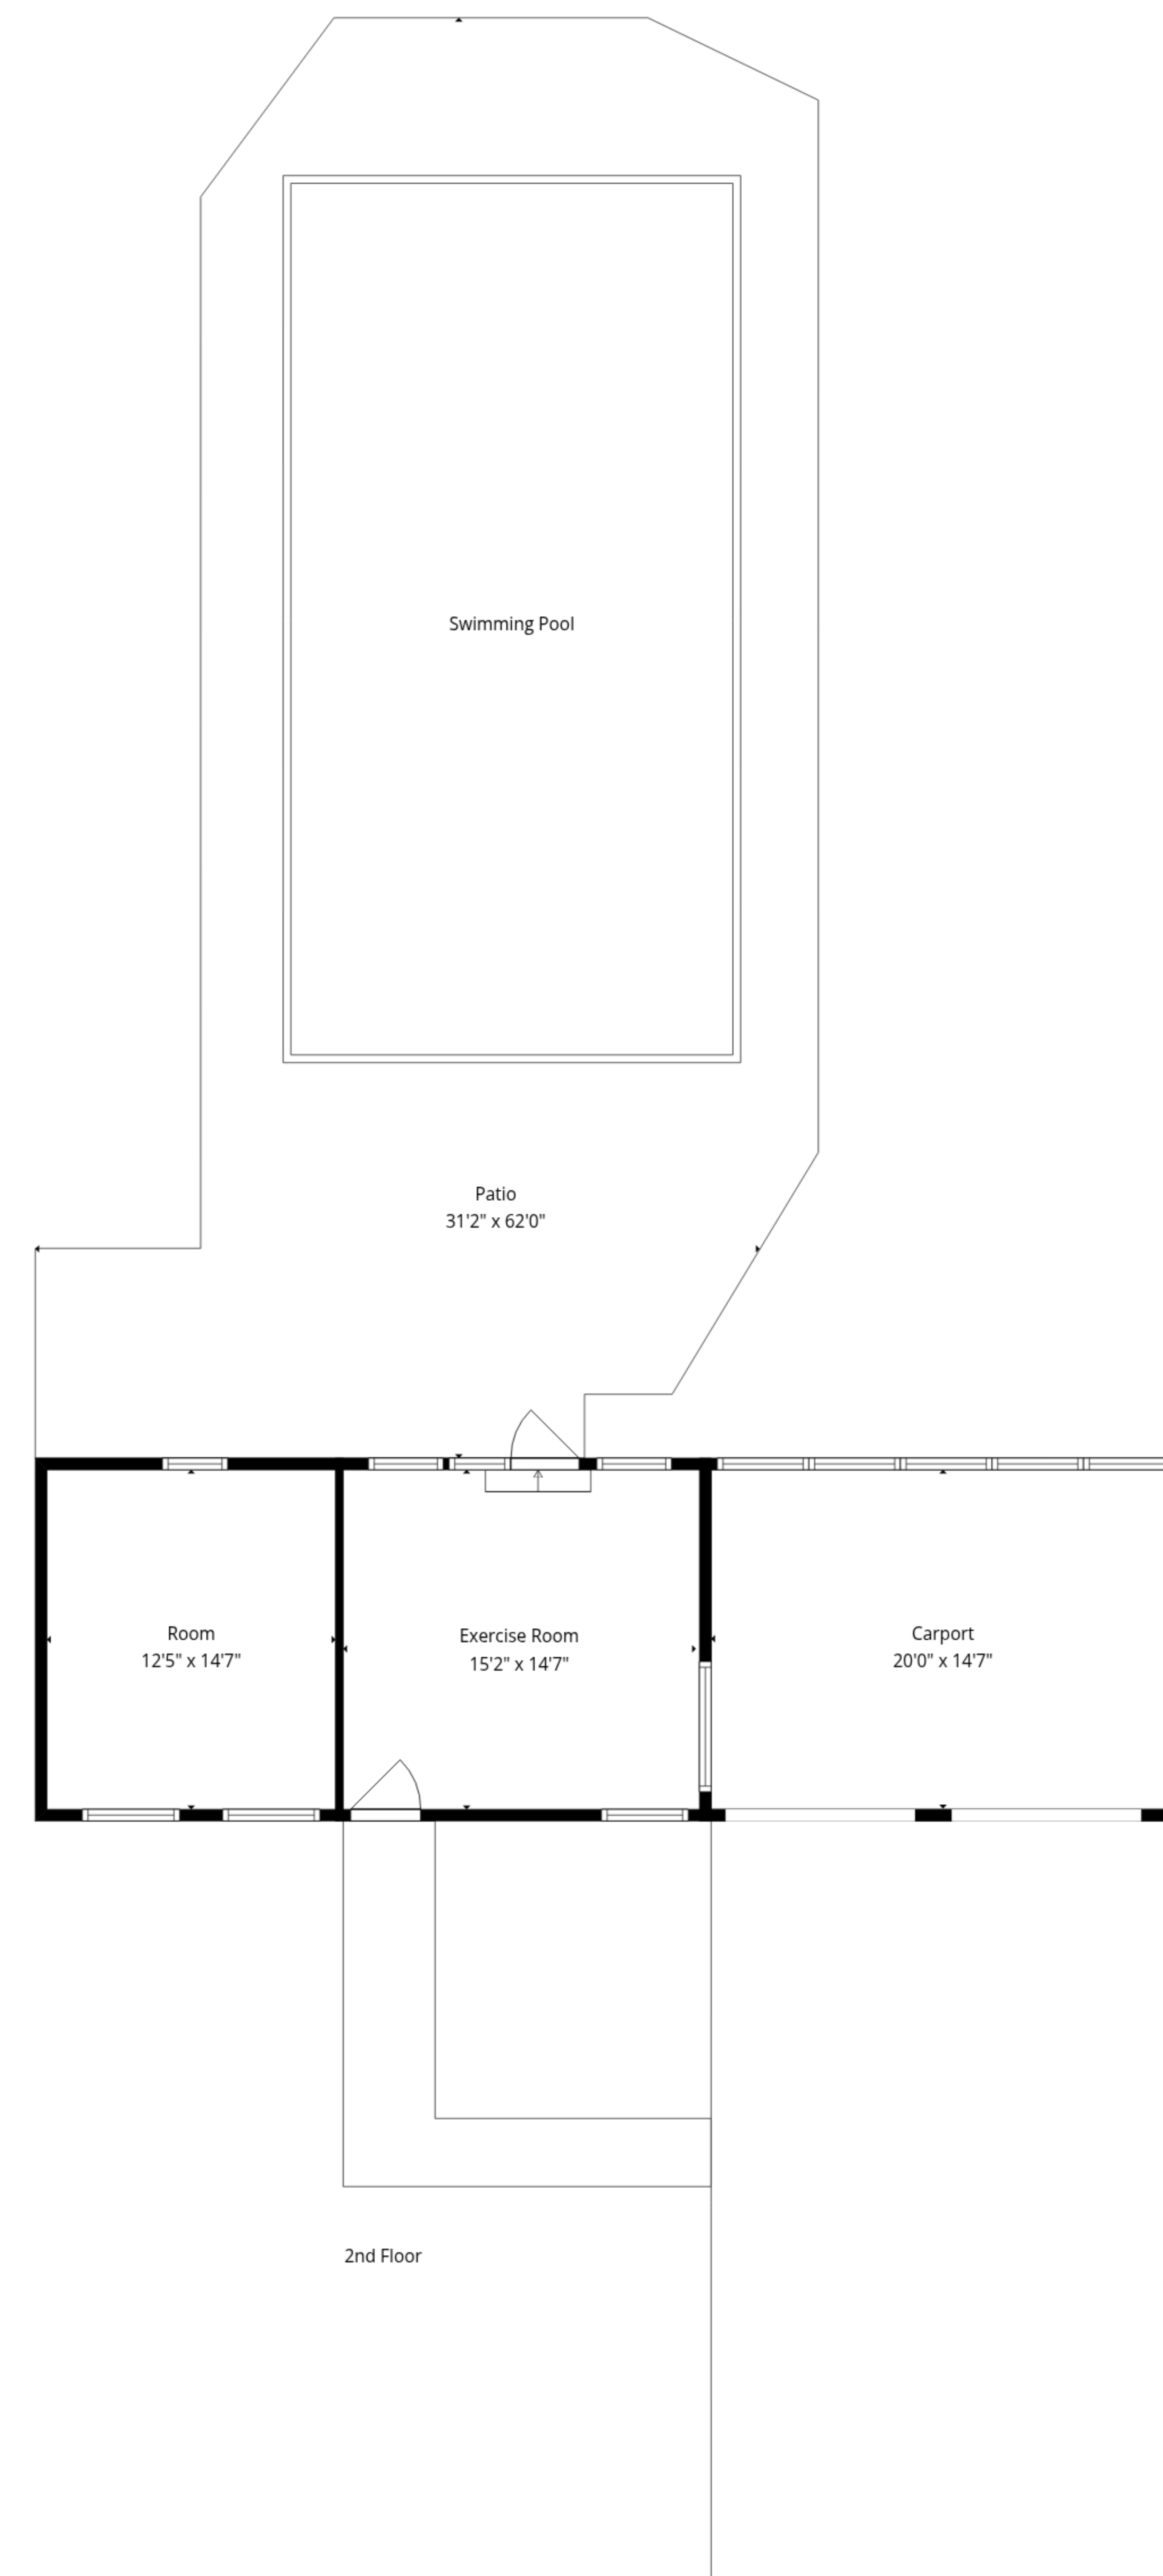 Swimming Pool
Patio
31'2" x 62'0"
Room
12'5" x 14'7"
Exercise Room
15'2" x 14'7"
Carport
20'0" x 14'7"
2nd Floor